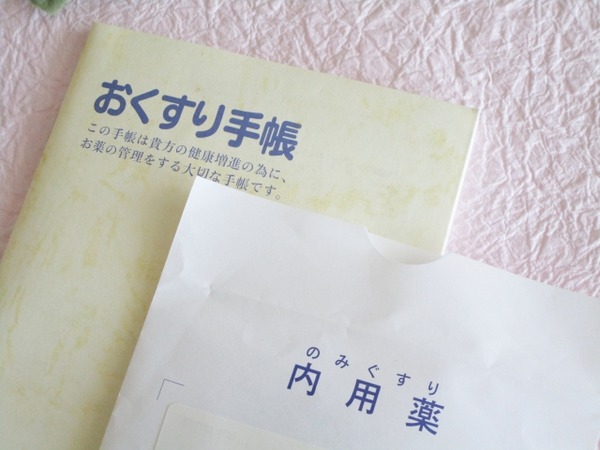 おくすり手帳
この手帳は貴方の健康増進の為に、
お薬の管理をする大切な手帳です。
のみぐすり
内用薬